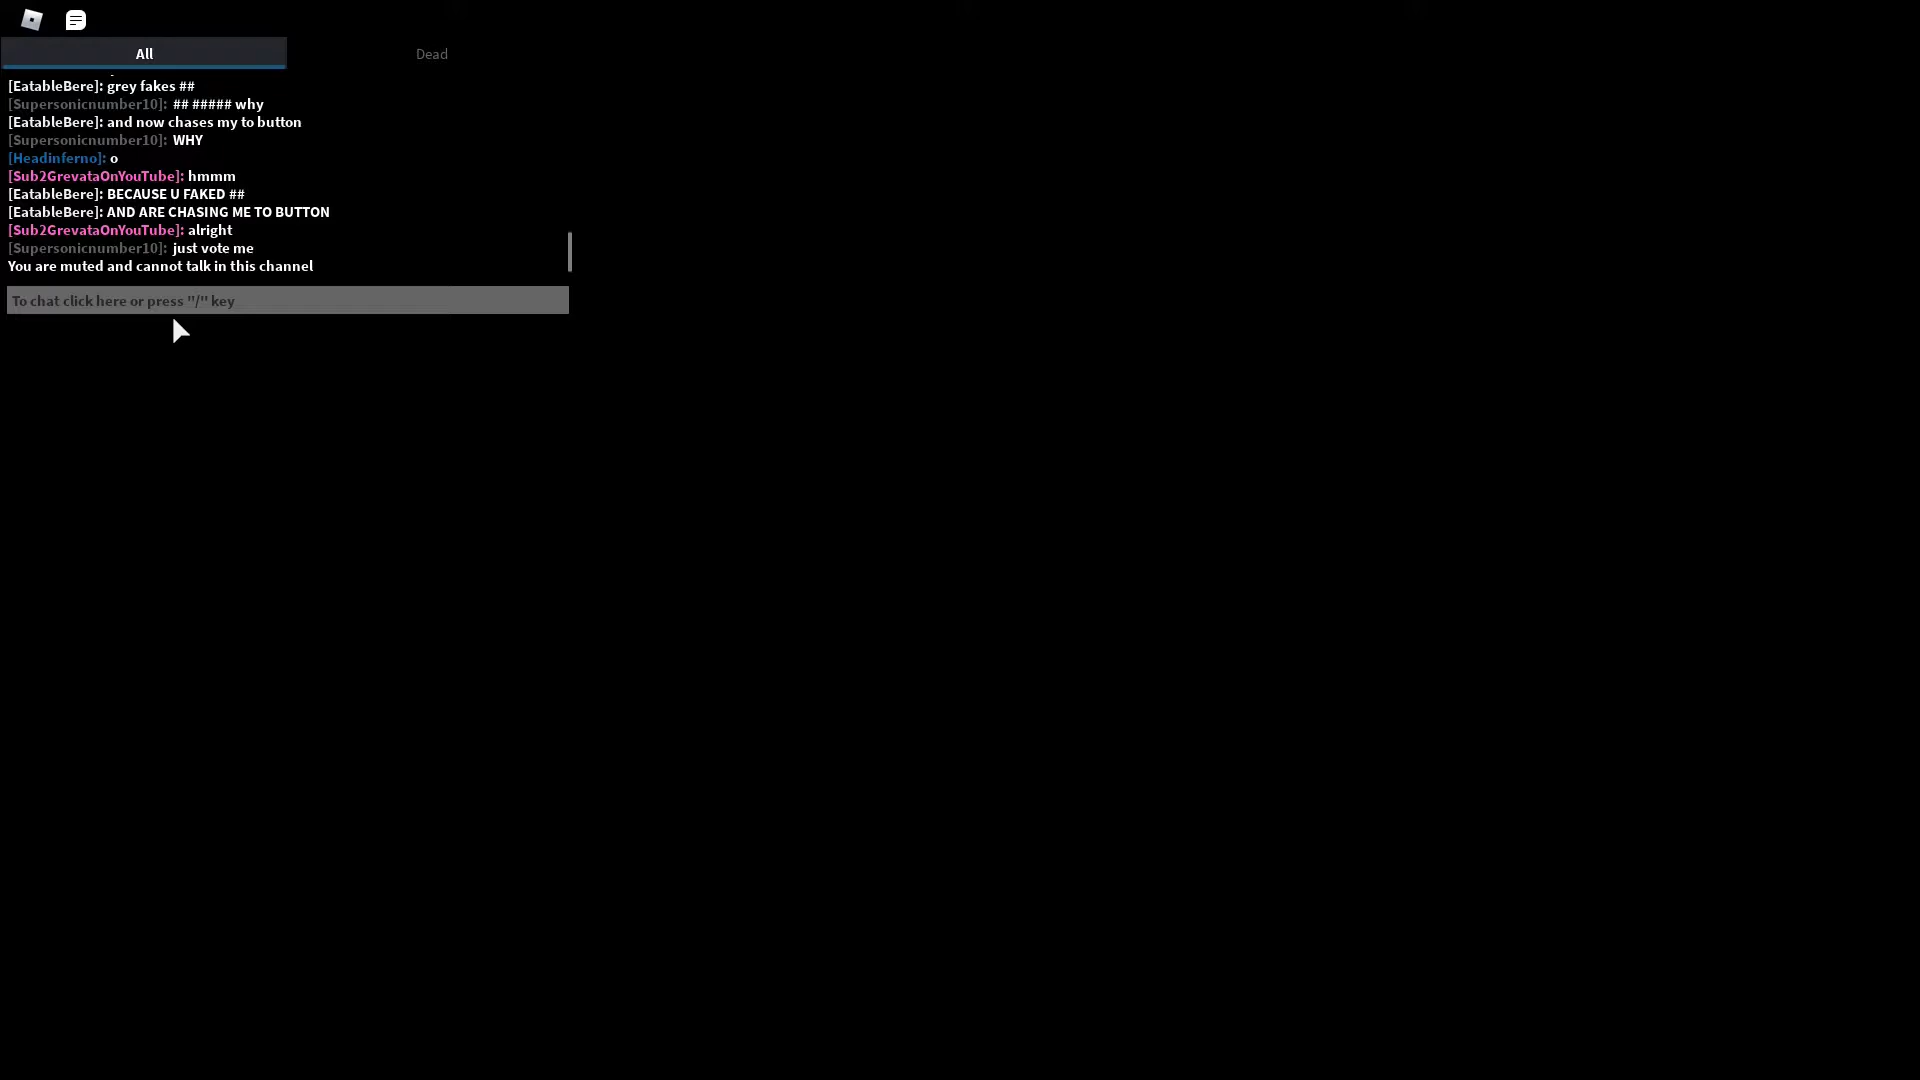 All
Dead
[EatableBere]: grey fakes ##
[Supersonicnumber10]: ## ##### why
[EatableBere]: and now chases my to button
[Supersonicnumber10]: WHY
[Headinferno]: o
[Sub2GrevataOnYouTube]: hmmm
[EatableBere]: BECAUSE U FAKED ##
[EatableBere]: AND ARE CHASING ME TO BUTTON
[Sub2GrevataOnYouTube]: alright
[Supersonicnumber10]: just vote me
You are muted and cannot talk in this channel
To chat click here or press "/" key